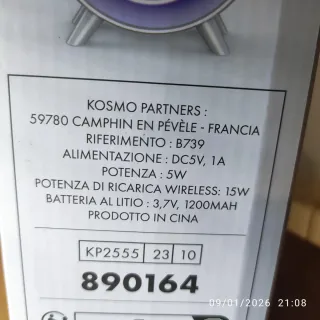 KOSMO PARTNERS :
59780 CAMPHIN EN PÉVÈLE - FRANCIA
RIFERIMENTO : B739
ALIMENTAZIONE : DC5V, 1A
POTENZA : 5W
POTENZA DI RICARICA WIRELESS: 15W
BATTERIA AL LITIO : 3,7V, 1200MAH
PRODOTTO IN CINA
KP2555 23 10
890164
09/01/2026 21:08